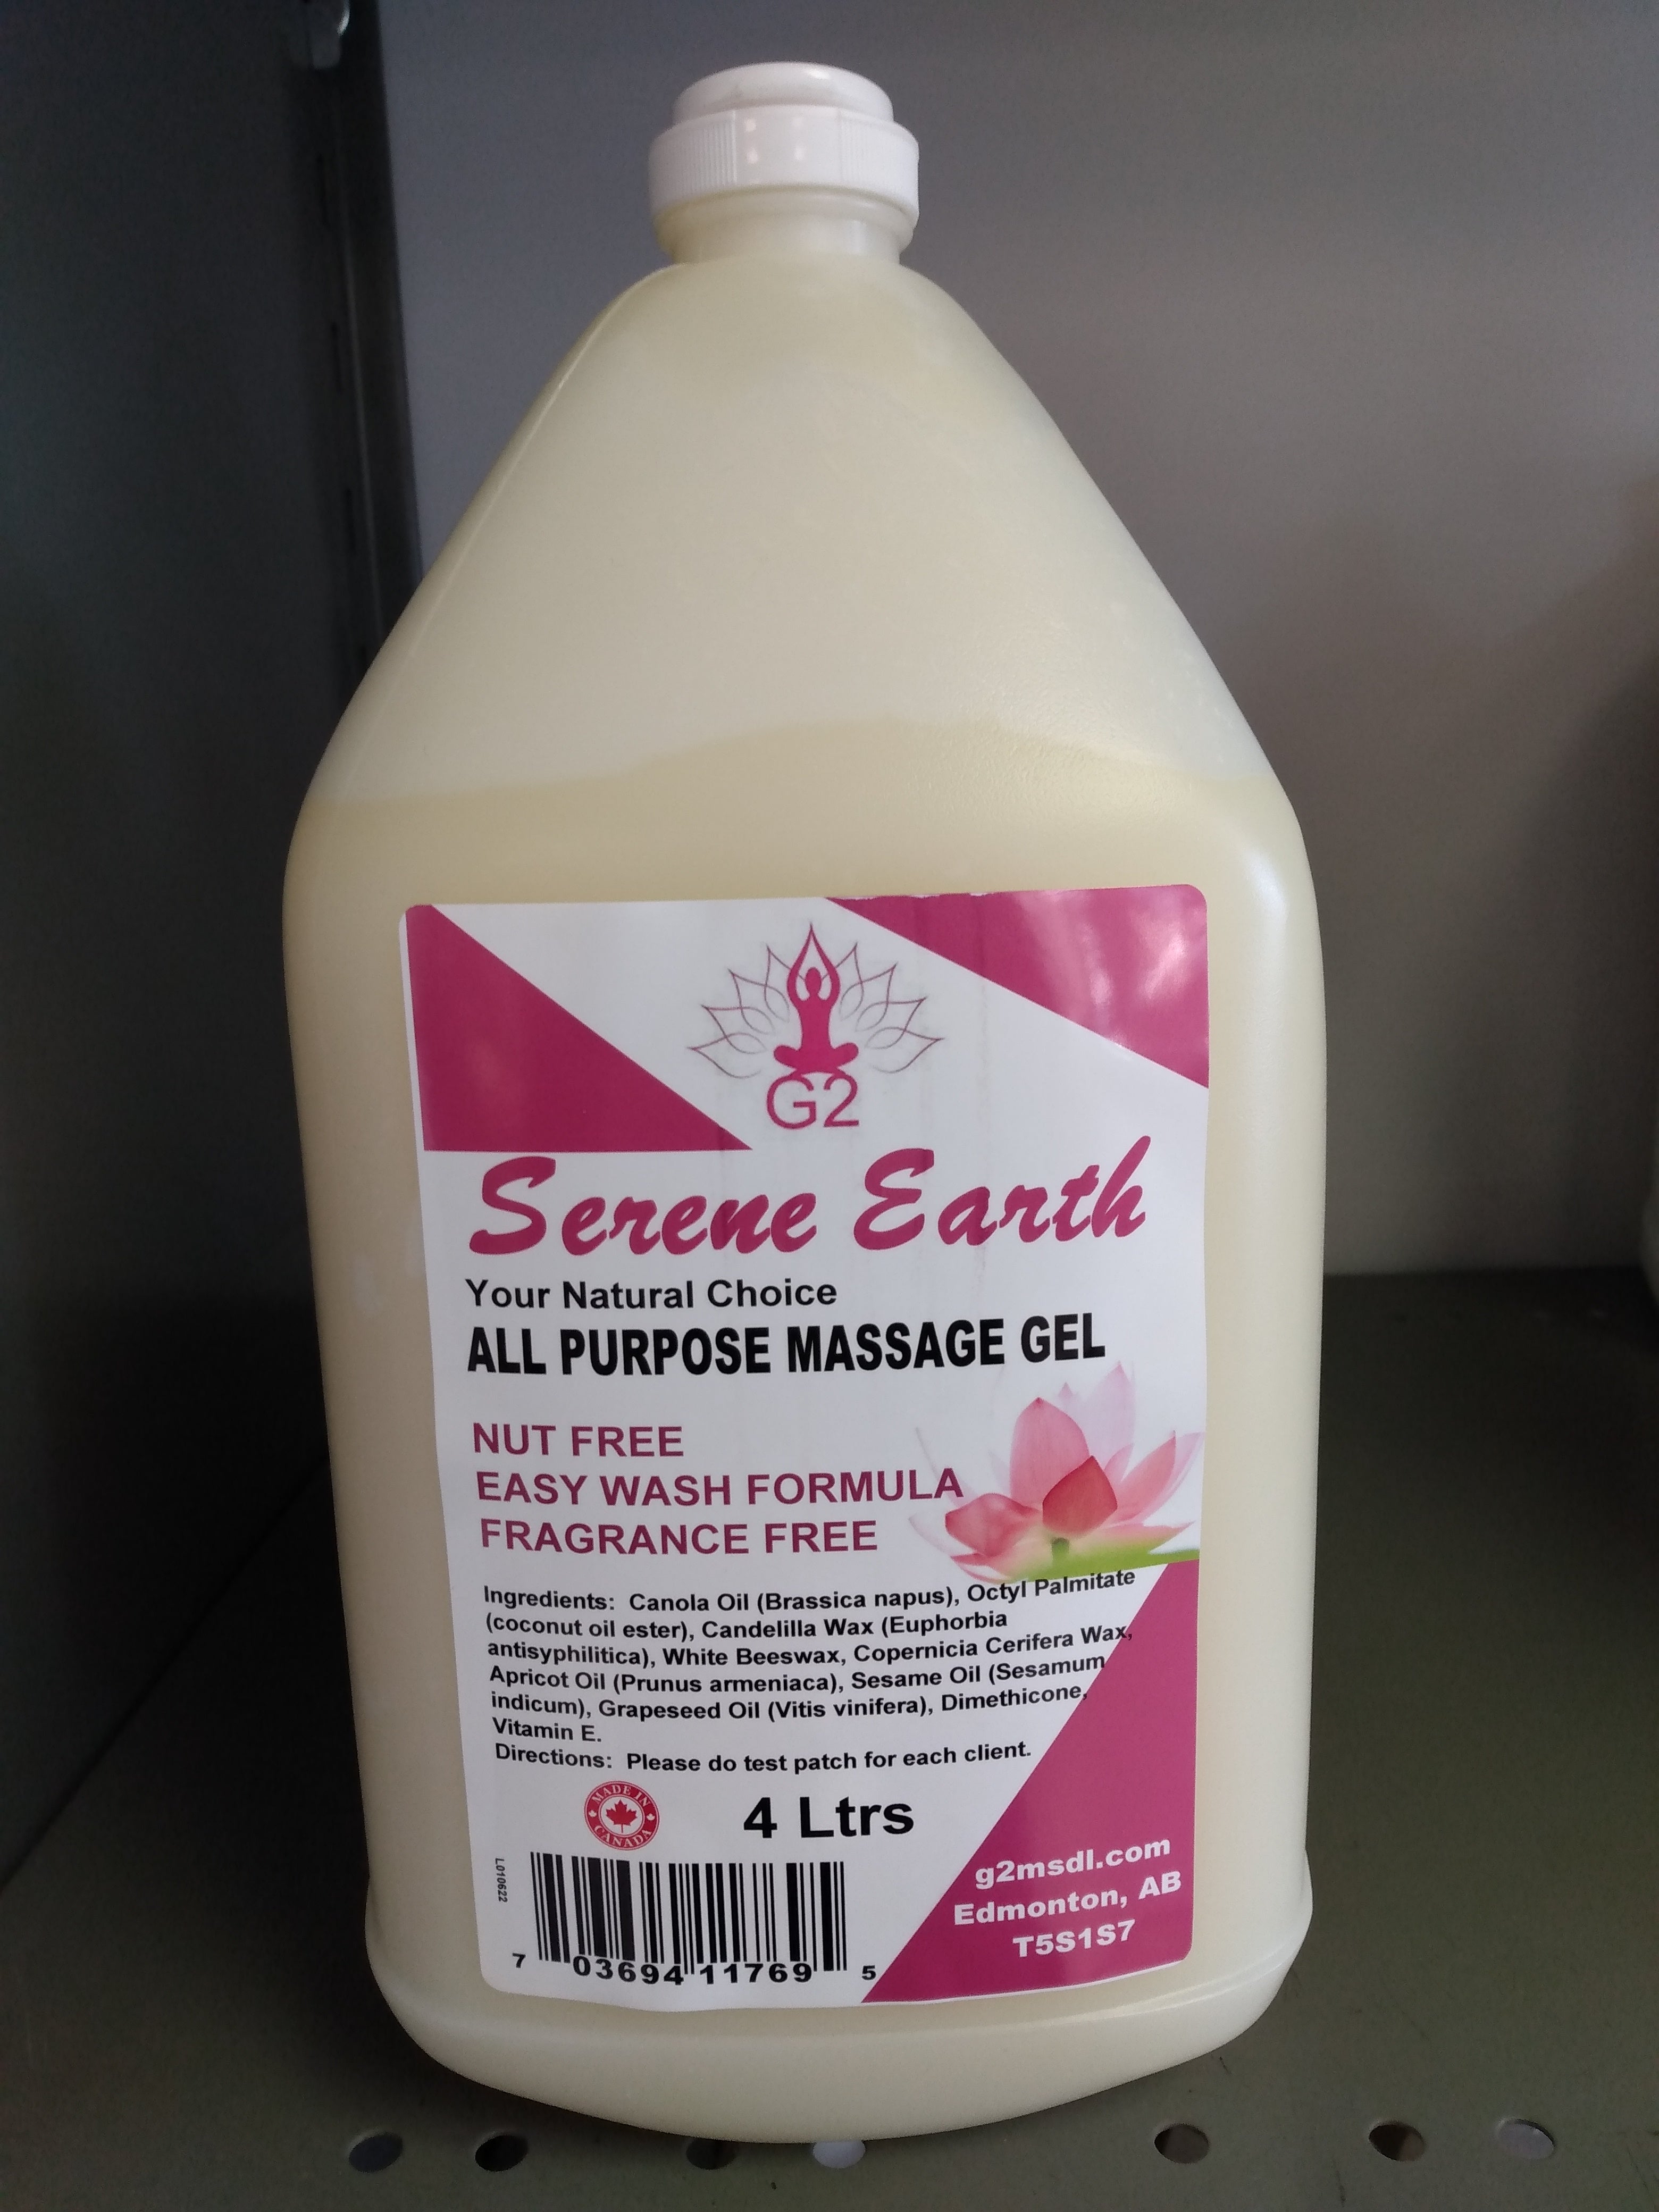 G2
Serene Earth
Your Natural Choice
ALL PURPOSE MASSAGE GEL
NUT FREE
EASY WASH FORMULA
FRAGRANCE FREE
Ingredients: Canola Oil (Brassica napus), Octyl Palmitate
(coconut oil ester), Candelilla Wax (Euphorbia
antisyphilitica), White Beeswax, Copernicia Cerifera Wax,
Apricot Oil (Prunus armeniaca), Sesame Oil (Sesamum
indicum), Grapeseed Oil (Vitis vinifera), Dimethicone,
Vitamin E.
Directions: Please do test patch for each client.
MADE IN
CANADA
4 Ltrs
L010622
7 03694 11769 5
g2msdl.com
Edmonton, AB
T5S1S7